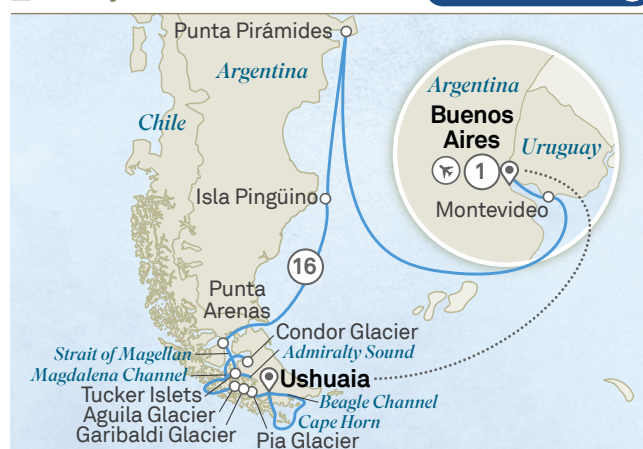 Punta Pirámides
Argentina
Chile
Argentina
Buenos
Aires
1
Uruguay
Montevideo
Isla Pingüino
16
Punta
Arenas
Condor Glacier
Strait of Magellan
Admiralty Sound
Magdalena Channel
Ushuaia
Tucker Islets
Beagle Channel
Aguila Glacier
Cape Horn
Garibaldi Glacier
Pia Glacier